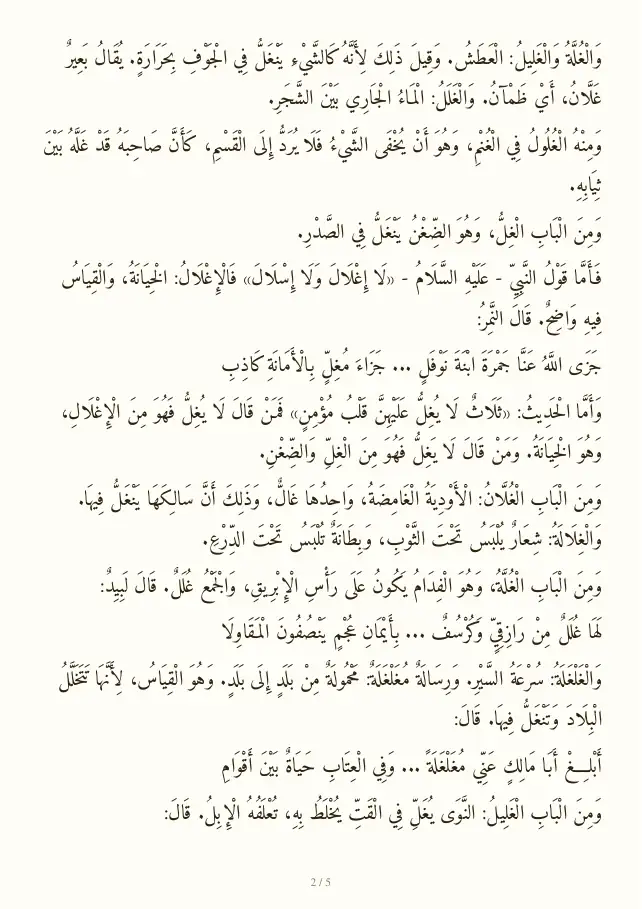 وَالْغُلَّةُ وَالْغَلِيلُ: الْعَطَشُ. وَقِيلَ ذَلِكَ لِأَنَّهُ كَالشَّيْءِ يَنْغَلُّ فِي الْجَوْفِ بِحَرَارَةٍ. يُقَالُ بَعِيرٌ
غَلَّانُ، أَيْ ظَمْآنُ. وَالْغَلَلُ: الْمَاءُ الْجَارِي بَيْنَ الشَّجَرِ.
وَمِنْهُ الْغُلُولُ فِي الْغُنْمِ، وَهُوَ أَنْ يُخْفَى الشَّيْءُ فَلَا يُرَدُّ إِلَى الْقَسْمِ، كَأَنَّ صَاحِبَهُ قَدْ غَلَّهُ بَيْنَ
ثِيَابِهِ.
وَمِنَ الْبَابِ الْغِلُّ، وَهُوَ الضِّغْنُ يَنْغَلُّ فِي الصَّدْرِ.
فَأَمَّا قَوْلُ النَّبِيِّ - عَلَيْهِ السَّلَامُ - «لَا إِغْلَالَ وَلَا إِسْلَالَ» فَالْإِغْلَالُ: الْخِيَانَةُ، وَالْقِيَاسُ
فِيهِ وَاضِحٌ. قَالَ النَّمِرُ:
جَزَى اللَّهُ عَنَّا جَمْرَةَ ابْنَةَ نَوْفَلٍ ... جَزَاءَ مُغِلٍّ بِالْأَمَانَةِ كَاذِبِ
وَأَمَّا الْحَدِيثُ: «ثَلَاثٌ لَا يُغِلُّ عَلَيْهِنَّ قَلْبُ مُؤْمِنٍ» فَمَنْ قَالَ لَا يُغِلُّ فَهُوَ مِنَ الْإِغْلَالِ،
وَهُوَ الْخِيَانَةُ. وَمَنْ قَالَ لَا يَغِلُّ فَهُوَ مِنَ الْغِلِّ وَالضِّغْنِ.
وَمِنَ الْبَابِ الْغُلَّانُ: الْأَوْدِيَةُ الْغَامِضَةُ، وَاحِدُهَا غَالٌّ، وَذَلِكَ أَنَّ سَالِكَهَا يَنْغَلُّ فِيهَا.
وَالْغِلَالَةُ: شِعَارٌ يُلْبَسُ تَحْتَ الثَّوْبِ، وَبِطَانَةٌ تُلْبَسُ تَحْتَ الدِّرْعِ.
وَمِنَ الْبَابِ الْغُلَّةُ، وَهُوَ الْفِدَامُ يَكُونُ عَلَى رَأْسِ الْإِبْرِيقِ، وَالْجَمْعُ غُلَلٌ. قَالَ لَبِيدٌ:
لَهَا غُلَلٌ مِنْ رَازِقِيٍّ وَكُرْسُفٍ ... بِأَيْمَانِ عُجْمٍ يَنْصُفُونَ الْمَقَاوِلَا
وَالْغَلْغَلَةُ: سُرْعَةُ السَّيْرِ. وَرِسَالَةٌ مُغَلْغَلَةٌ: مَحْمُولَةٌ مِنْ بَلَدٍ إِلَى بَلَدٍ. وَهُوَ الْقِيَاسُ، لِأَنَّهَا تَتَخَلَّلُ
الْبِلَادَ وَتَنْغَلُّ فِيهَا. قَالَ:
أَبْلِغْ أَبَا مَالِكٍ عَنِّي مُغَلْغَلَةً ... وَفِي الْعِتَابِ حَيَاةٌ بَيْنَ أَقْوَامِ
وَمِنَ الْبَابِ الْغَلِيلُ: النَّوَى يُغَلُّ فِي الْقَتِّ يُخْلَطُ بِهِ، تُعْلَفُهُ الْإِبِلُ. قَالَ:
2 / 5